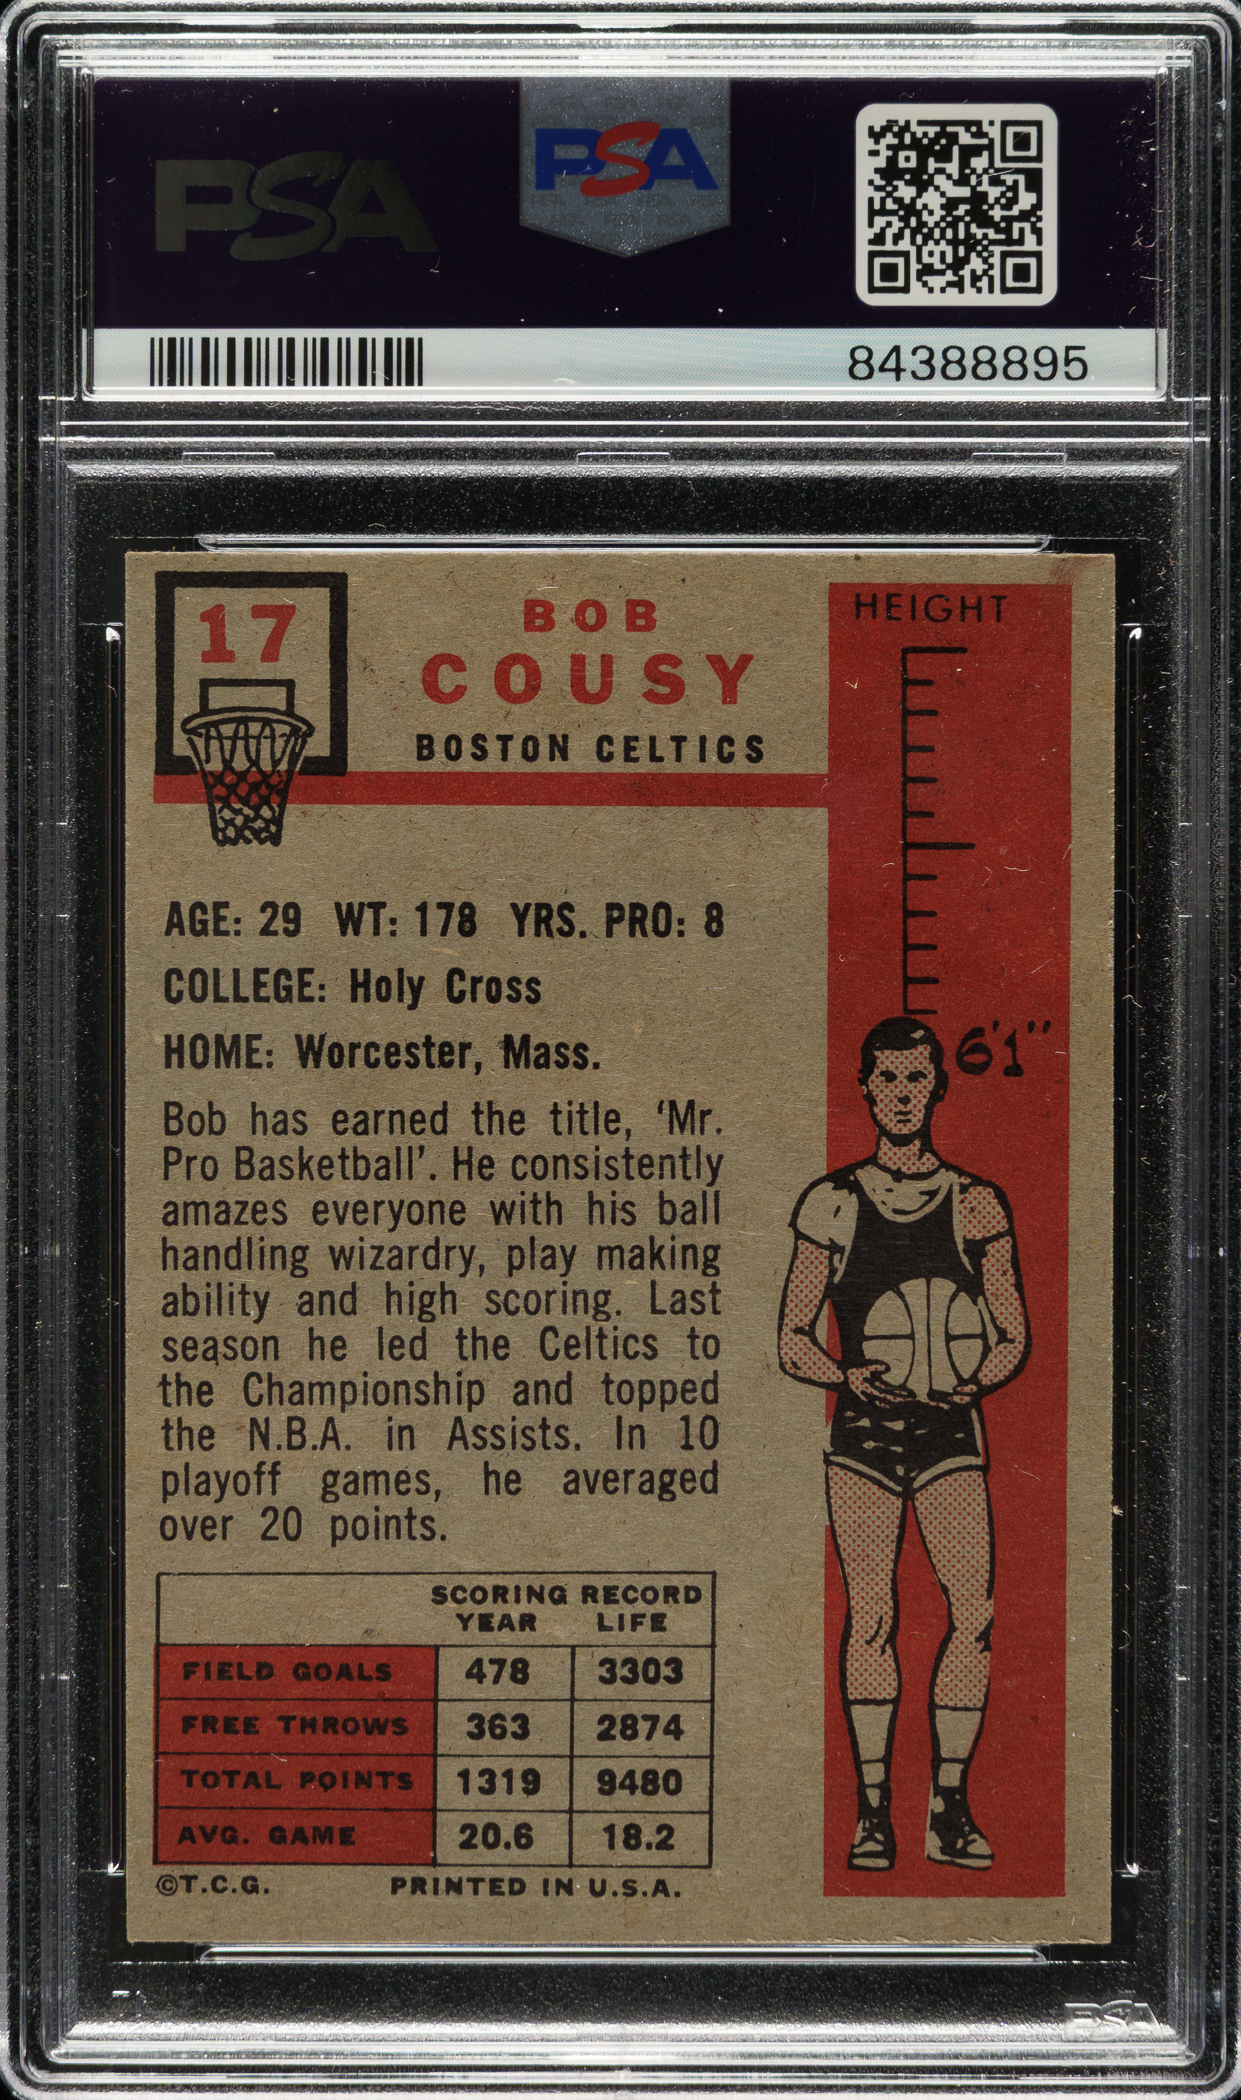 PSA
PSA
84388895
17
BOB
COUSY
BOSTON CELTICS
HEIGHT
6'1"
AGE: 29 WT: 178 YRS. PRO: 8
COLLEGE: Holy Cross
HOME: Worcester, Mass.
Bob has earned the title, 'Mr.
Pro Basketball'. He consistently
amazes everyone with his ball
handling wizardry, play making
ability and high scoring. Last
season he led the Celtics to
the Championship and topped
the N.B.A. in Assists. In 10
playoff games, he averaged
over 20 points.
SCORING RECORD
YEAR LIFE
FIELD GOALS 478 3303
FREE THROWS 363 2874
TOTAL POINTS 1319 9480
AVG. GAME 20.6 18.2
©T.C.G. PRINTED IN U.S.A.
PSA